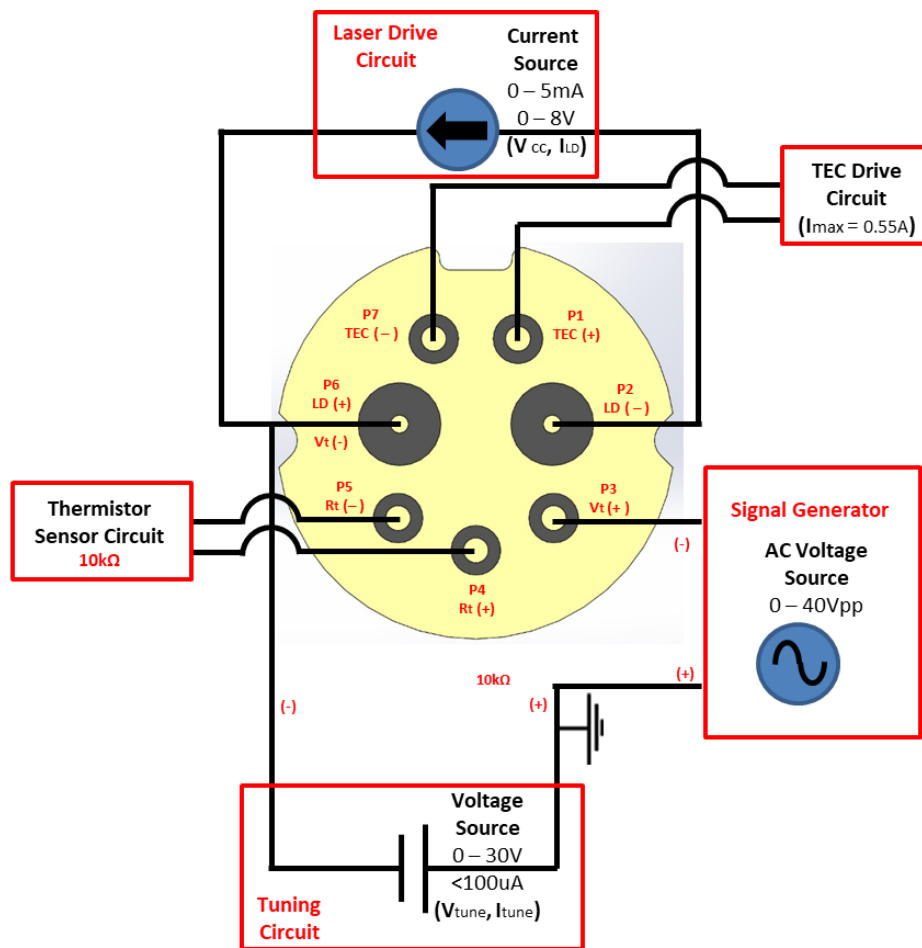 Laser Drive
Circuit
Current
Source
0 – 5mA
0 – 8V
(V CC, ILD)
TEC Drive
Circuit
(Imax = 0.55A)
P7
TEC ( – )
P1
TEC (+)
P6
LD (+)
Vt (-)
P2
LD ( – )
P5
Rt ( – )
P3
Vt (+ )
P4
Rt (+)
Thermistor
Sensor Circuit
10kΩ
Signal Generator
AC Voltage
Source
0 – 40Vpp
(-)
(+)
10kΩ
(+)
(-)
Voltage
Source
0 – 30V
<100uA
(Vtune, Itune)
Tuning
Circuit